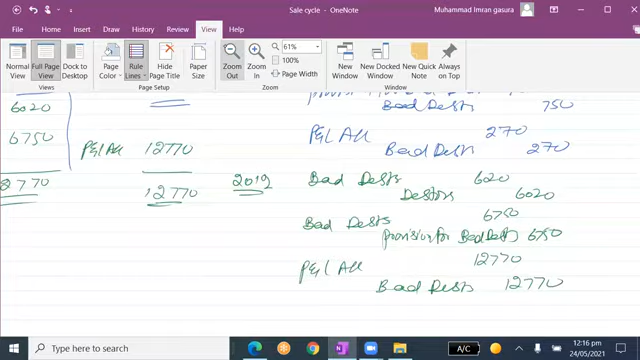 Sale cycle - OneNote
Muhammad Imran gasura
File Home Insert Draw History Review View
Normal View
Full Page View
Dock to Desktop
Page Color
Rule Lines
Hide Page Title
Paper Size
Zoom Out
Zoom In
61%
100%
Page Width
New Window
New Docked Window
New Quick Note
Always on Top
Views
Page Setup
Zoom
Window
Bad Debts 750
6020
6750
P&L A/c 12770
12770
12770
2019
P&L A/c 270
Bad Debts 270
Bad Debts 6020
Debtors 6020
Bad Debts 6750
provision for Bad Debts 6750
P&L A/c 12770
Bad Debts 12770
Type here to search
A/C
12:16 pm
24/05/2021